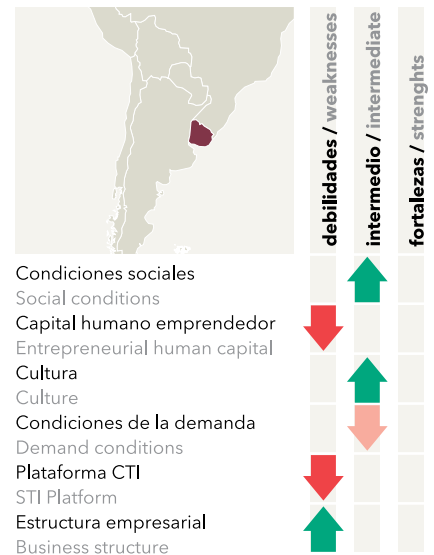 debilidades / weaknesses
intermedio / intermediate
fortalezas / strenghts
Condiciones sociales
Social conditions
Capital humano emprendedor
Entrepreneurial human capital
Cultura
Culture
Condiciones de la demanda
Demand conditions
Plataforma CTI
STI Platform
Estructura empresarial
Business structure